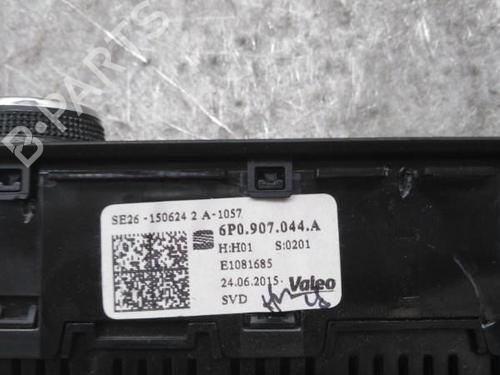 B-PARTS
SE26 -150624 2 A-1057
6P0.907.044.A
H:H01 S:0201
E1081685
24.06.2015 Valeo
SVD